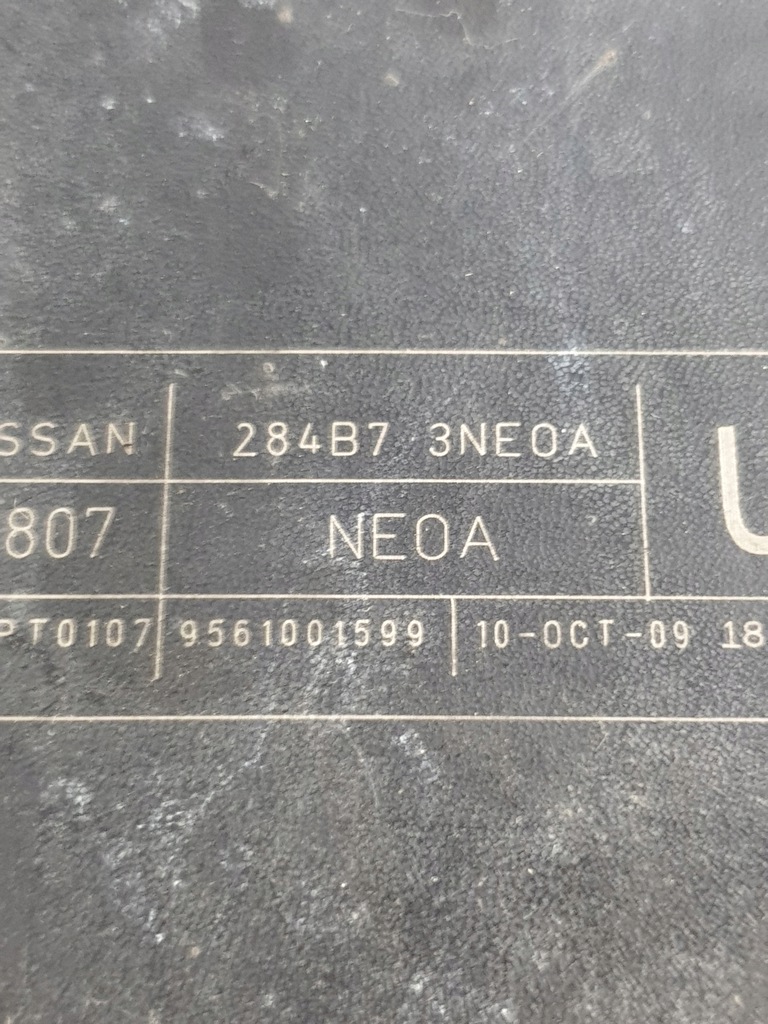 SSAN 284B7 3NE0A U
807 NE0A
PT0107 9561001599 10-OCT-09 18